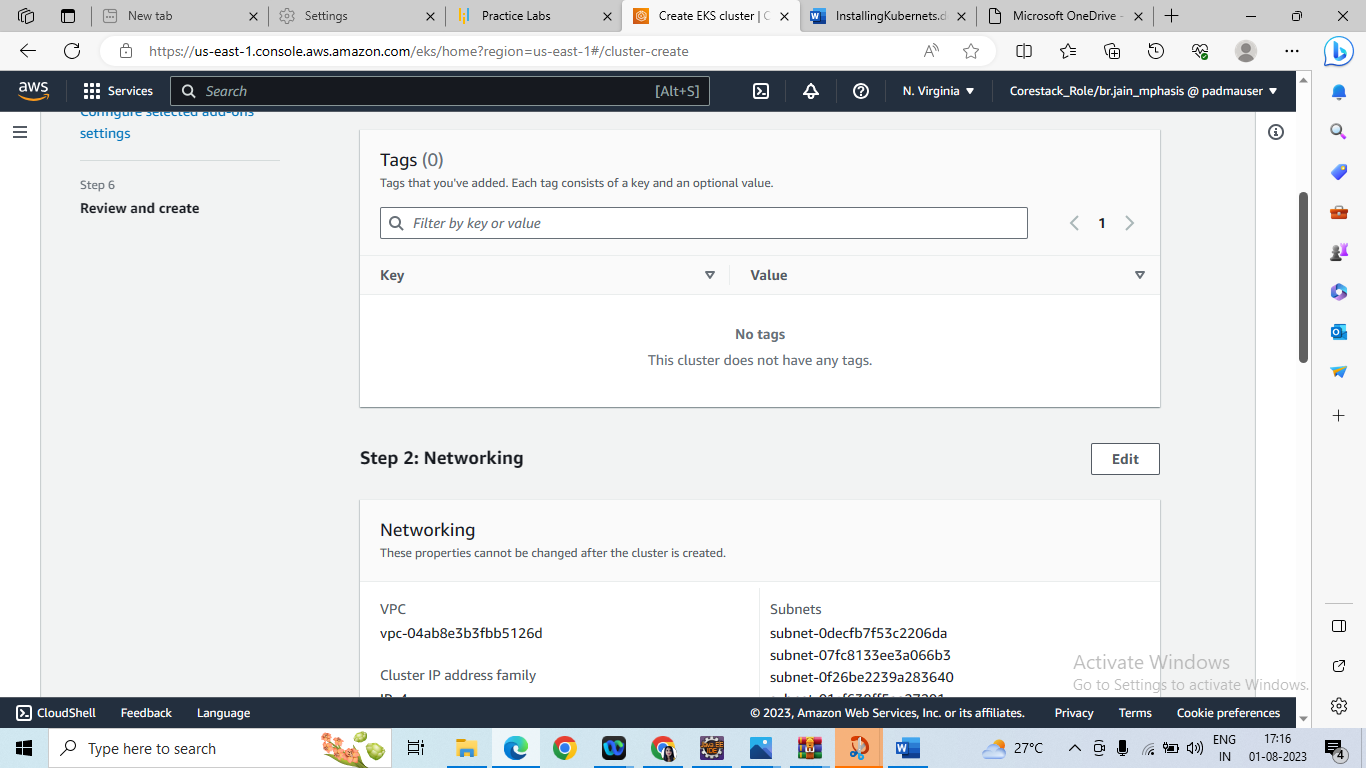 New tab
Settings
Practice Labs
Create EKS cluster | C
InstallingKubernets.d
Microsoft OneDrive -
https://us-east-1.console.aws.amazon.com/eks/home?region=us-east-1#/cluster-create
aws
Services
Search
[Alt+S]
N. Virginia
Corestack_Role/br.jain_mphasis @ padmauser
Configure selected add-ons
settings
Step 6
Review and create
Tags (0)
Tags that you've added. Each tag consists of a key and an optional value.
Filter by key or value
1
Key
Value
No tags
This cluster does not have any tags.
Step 2: Networking
Edit
Networking
These properties cannot be changed after the cluster is created.
VPC
vpc-04ab8e3b3fbb5126d
Cluster IP address family
Subnets
subnet-0decfb7f53c2206da
subnet-07fc8133ee3a066b3
subnet-0f26be2239a283640
Activate Windows
Go to Settings to activate Windows.
CloudShell
Feedback
Language
© 2023, Amazon Web Services, Inc. or its affiliates.
Privacy
Terms
Cookie preferences
Type here to search
27°C
ENG
IN
17:16
01-08-2023
4